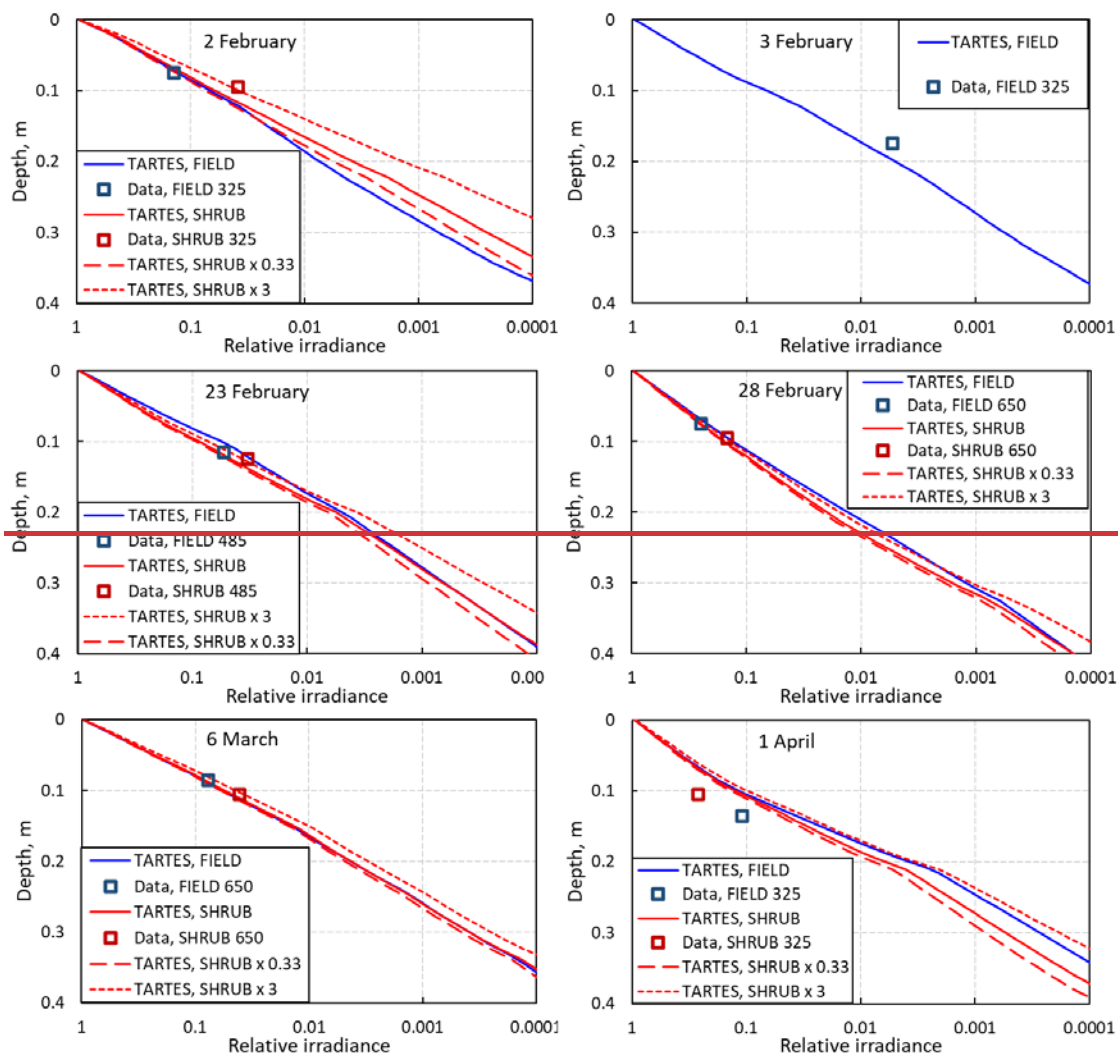 2 February
0
0.1
0.2
0.3
0.4
Depth, m
TARTES, FIELD
Data, FIELD 325
TARTES, SHRUB
Data, SHRUB 325
TARTES, SHRUB x 0.33
TARTES, SHRUB x 3
1 0.1 0.01 0.001 0.0001
Relative irradiance
3 February
0
0.1
0.2
0.3
0.4
Depth, m
TARTES, FIELD
Data, FIELD 325
1 0.1 0.01 0.001 0.0001
Relative irradiance
23 February
0
0.1
0.2
0.3
0.4
Depth, m
TARTES, FIELD
Data, FIELD 485
TARTES, SHRUB
Data, SHRUB 485
TARTES, SHRUB x 3
TARTES, SHRUB x 0.33
1 0.1 0.01 0.001 0.00
Relative irradiance
28 February
0
0.1
0.2
0.3
0.4
Depth, m
TARTES, FIELD
Data, FIELD 650
TARTES, SHRUB
Data, SHRUB 650
TARTES, SHRUB x 0.33
TARTES, SHRUB x 3
1 0.1 0.01 0.001 0.0001
Relative irradiance
6 March
0
0.1
0.2
0.3
0.4
Depth, m
TARTES, FIELD
Data, FIELD 650
TARTES, SHRUB
Data, SHRUB 650
TARTES, SHRUB x 0.33
TARTES, SHRUB x 3
1 0.1 0.01 0.001 0.0001
Relative irradiance
1 April
0
0.1
0.2
0.3
0.4
Depth, m
TARTES, FIELD
Data, FIELD 325
TARTES, SHRUB
Data, SHRUB 325
TARTES, SHRUB x 0.33
TARTES, SHRUB x 3
1 0.1 0.01 0.001 0.0001
Relative irradiance